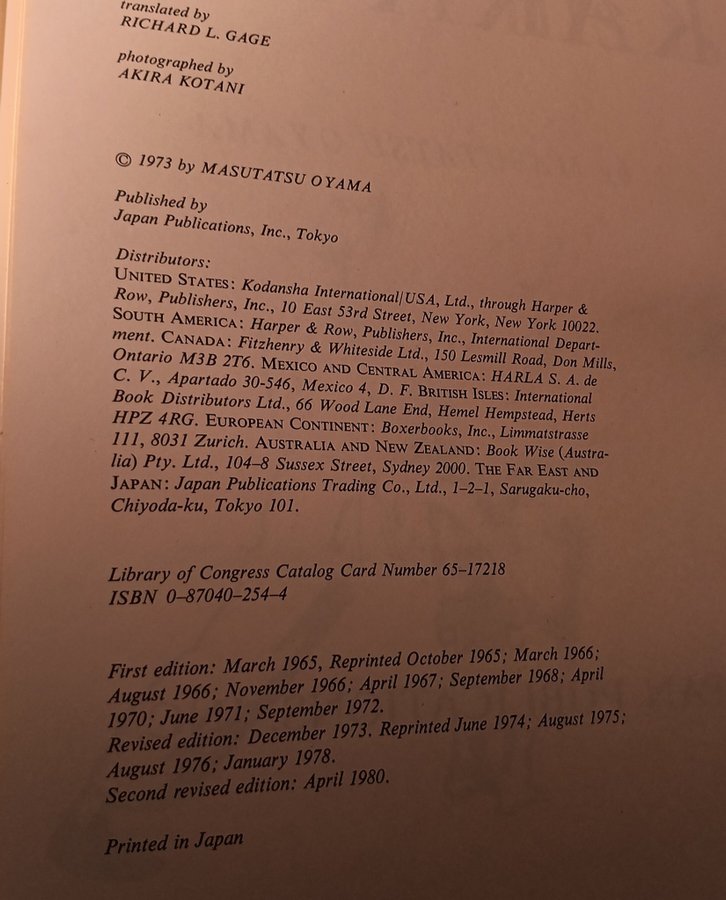 translated by
RICHARD L. GAGE
photographed by
AKIRA KOTANI
© 1973 by MASUTATSU OYAMA
Published by
Japan Publications, Inc., Tokyo
Distributors:
UNITED STATES: Kodansha International/USA, Ltd., through Harper &
Row, Publishers, Inc., 10 East 53rd Street, New York, New York 10022.
SOUTH AMERICA: Harper & Row, Publishers, Inc., International Depart-
ment. CANADA: Fitzhenry & Whiteside Ltd., 150 Lesmill Road, Don Mills,
Ontario M3B 2T6. MEXICO AND CENTRAL AMERICA: HARLA S. A. de
C. V., Apartado 30-546, Mexico 4, D. F. BRITISH ISLES: International
Book Distributors Ltd., 66 Wood Lane End, Hemel Hempstead, Herts
HPZ 4RG. EUROPEAN CONTINENT: Boxerbooks, Inc., Limmatstrasse
111, 8031 Zurich. AUSTRALIA AND NEW ZEALAND: Book Wise (Austra-
lia) Pty. Ltd., 104–8 Sussex Street, Sydney 2000. THE FAR EAST AND
JAPAN: Japan Publications Trading Co., Ltd., 1–2–1, Sarugaku-cho,
Chiyoda-ku, Tokyo 101.
Library of Congress Catalog Card Number 65–17218
ISBN 0–87040–254–4
First edition: March 1965, Reprinted October 1965; March 1966;
August 1966; November 1966; April 1967; September 1968; April
1970; June 1971; September 1972.
Revised edition: December 1973. Reprinted June 1974; August 1975;
August 1976; January 1978.
Second revised edition: April 1980.
Printed in Japan